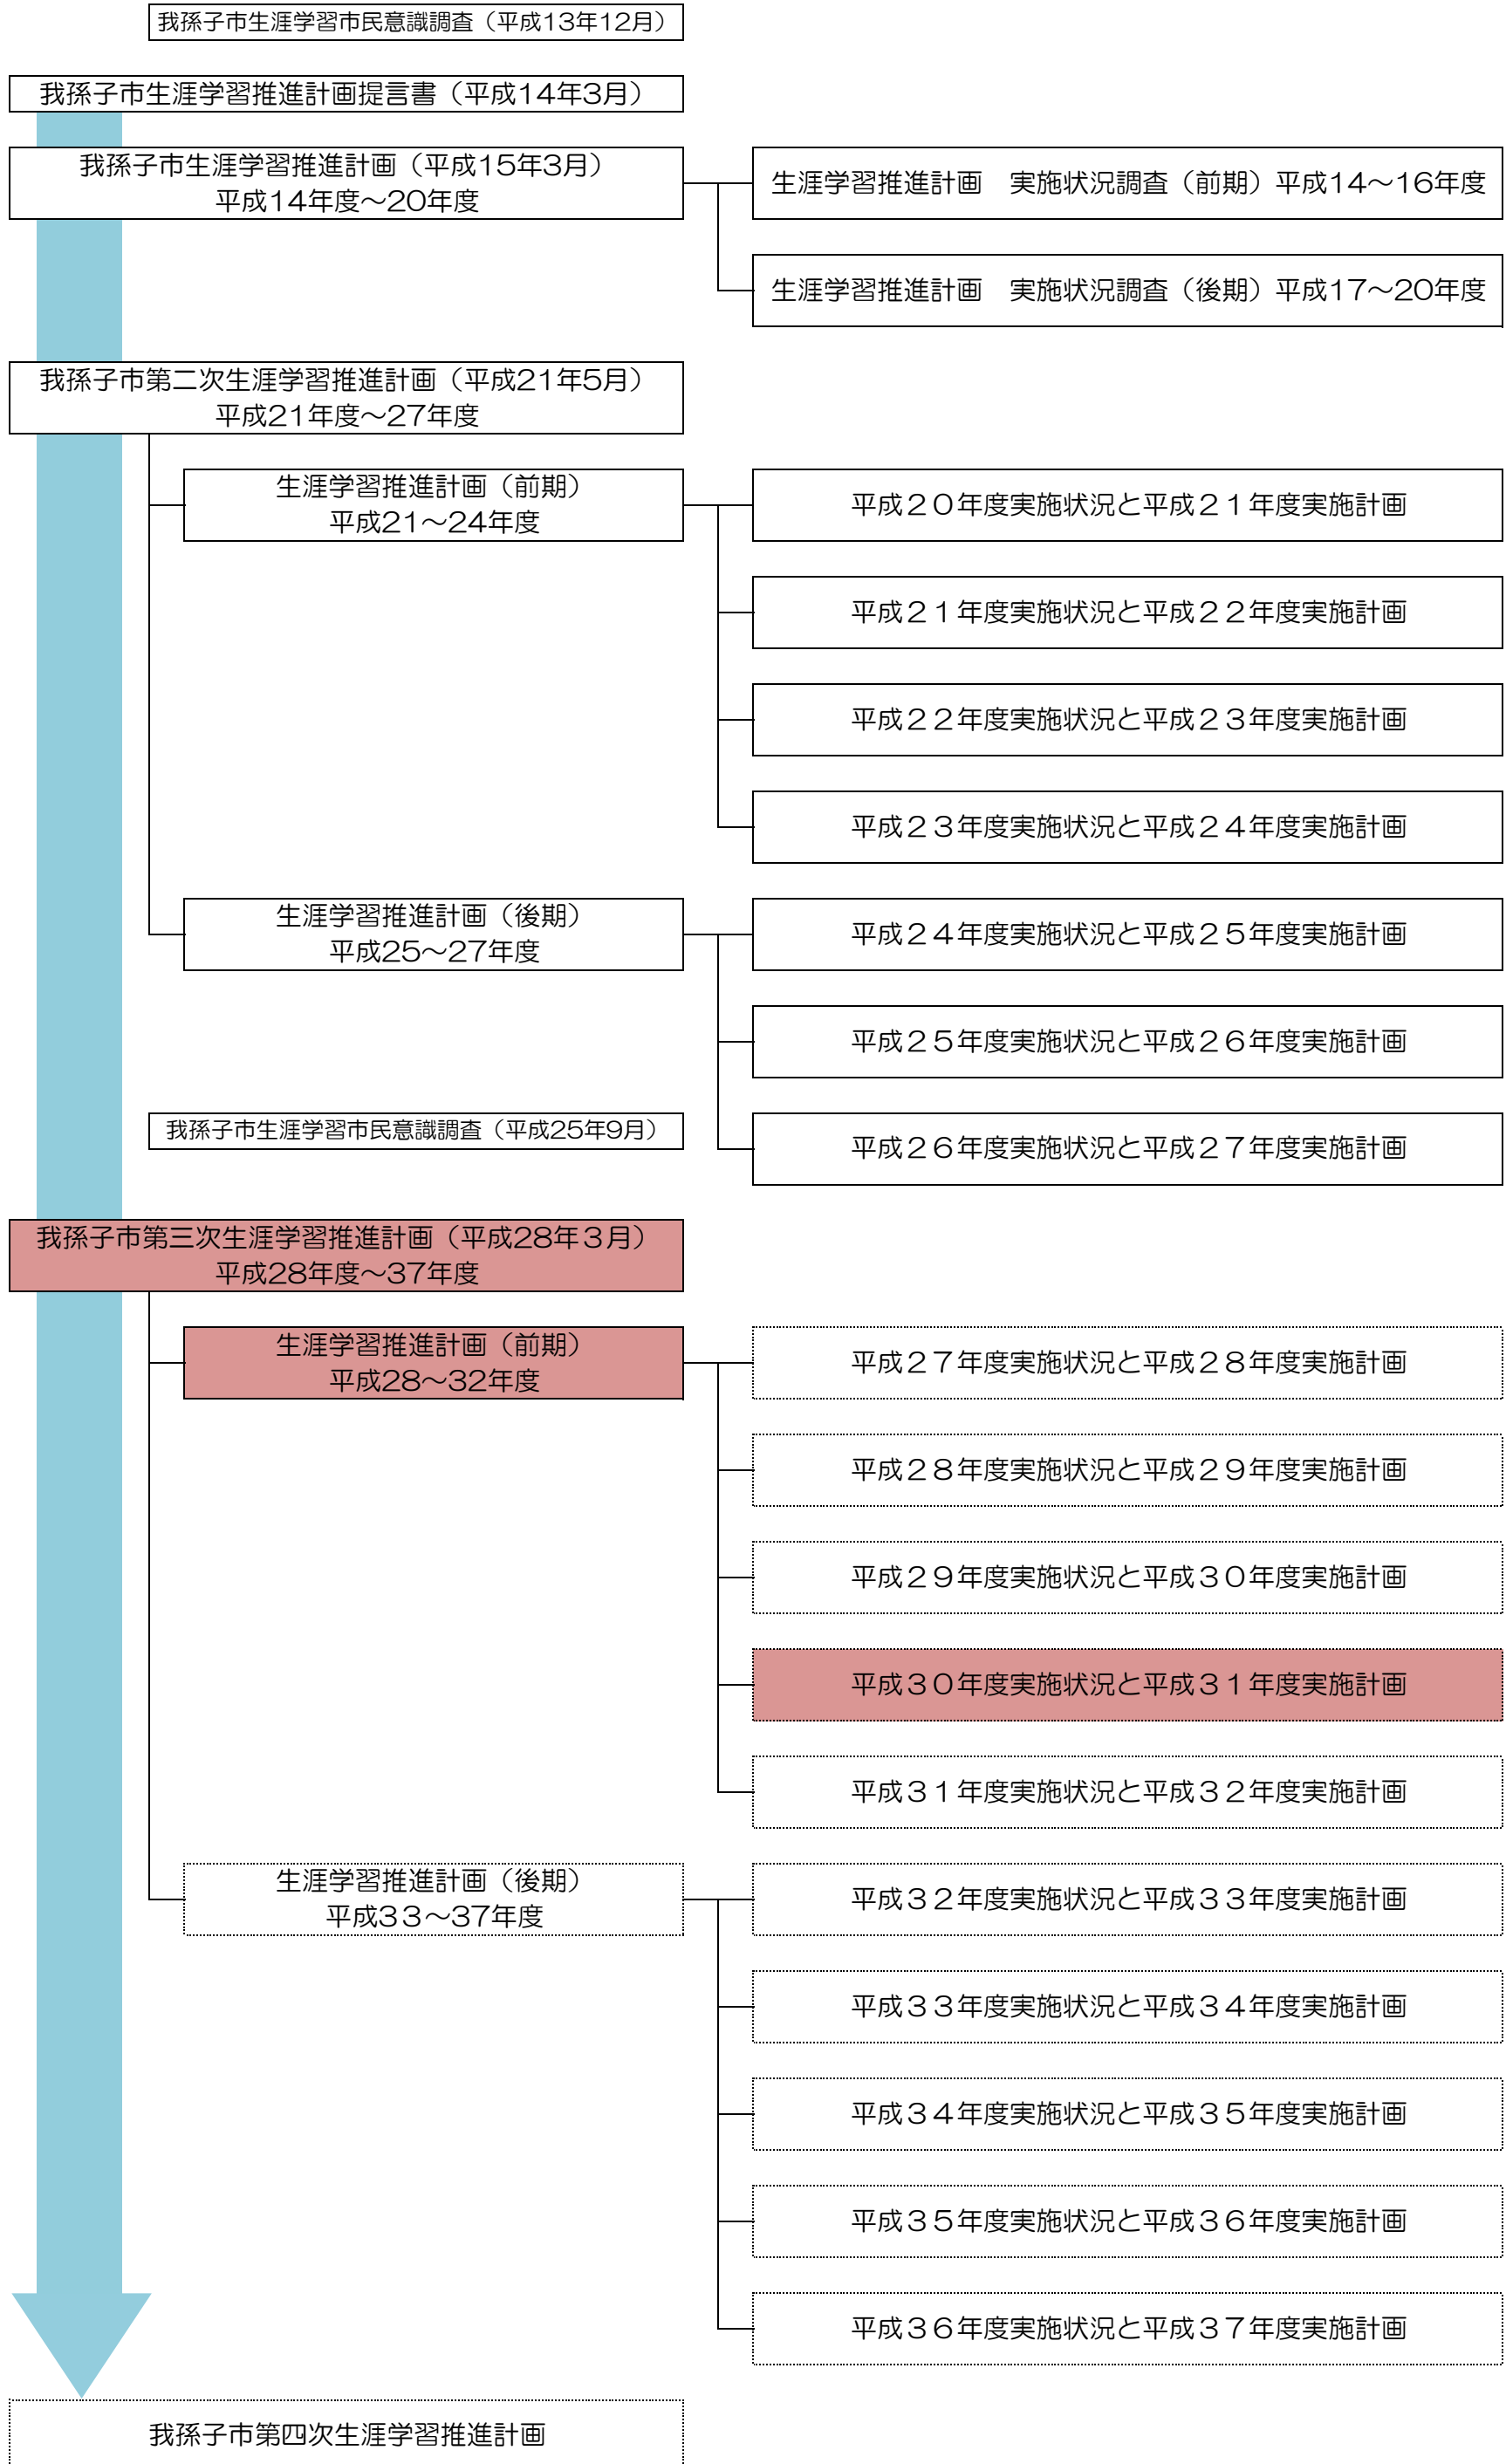 我孫子市生涯学習市民意識調査（平成13年12月）
我孫子市生涯学習推進計画提言書（平成14年3月）
我孫子市生涯学習推進計画（平成15年3月）
平成14年度～20年度
生涯学習推進計画　実施状況調査（前期）平成14～16年度
生涯学習推進計画　実施状況調査（後期）平成17～20年度
我孫子市第二次生涯学習推進計画（平成21年5月）
平成21年度～27年度
生涯学習推進計画（前期）
平成21～24年度
平成２０年度実施状況と平成２１年度実施計画
平成２１年度実施状況と平成２２年度実施計画
平成２２年度実施状況と平成２３年度実施計画
平成２３年度実施状況と平成２４年度実施計画
生涯学習推進計画（後期）
平成25～27年度
平成２４年度実施状況と平成２５年度実施計画
平成２５年度実施状況と平成２６年度実施計画
我孫子市生涯学習市民意識調査（平成25年9月）
平成２６年度実施状況と平成２７年度実施計画
我孫子市第三次生涯学習推進計画（平成28年３月）
平成28年度～37年度
生涯学習推進計画（前期）
平成28～32年度
平成２７年度実施状況と平成２８年度実施計画
平成２８年度実施状況と平成２９年度実施計画
平成２９年度実施状況と平成３０年度実施計画
平成３０年度実施状況と平成３１年度実施計画
平成３１年度実施状況と平成３２年度実施計画
生涯学習推進計画（後期）
平成３３～37年度
平成３２年度実施状況と平成３３年度実施計画
平成３３年度実施状況と平成３４年度実施計画
平成３４年度実施状況と平成３５年度実施計画
平成３５年度実施状況と平成３６年度実施計画
平成３６年度実施状況と平成３７年度実施計画
我孫子市第四次生涯学習推進計画